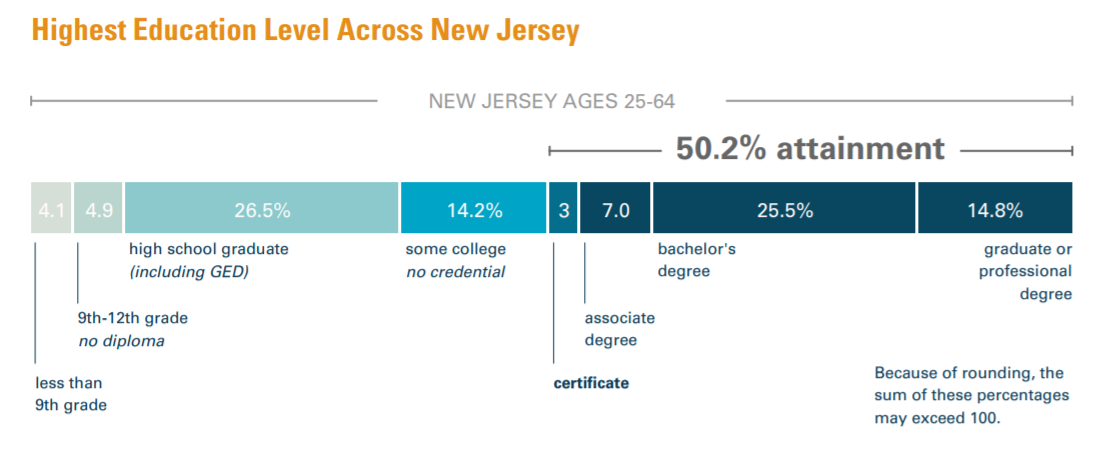 Highest Education Level Across New Jersey
NEW JERSEY AGES 25-64
50.2% attainment
4.1
4.9
26.5%
14.2%
3
7.0
25.5%
14.8%
high school graduate
(including GED)
some college
no credential
bachelor's
degree
graduate or
professional
degree
9th-12th grade
no diploma
associate
degree
less than
9th grade
certificate
Because of rounding, the
sum of these percentages
may exceed 100.